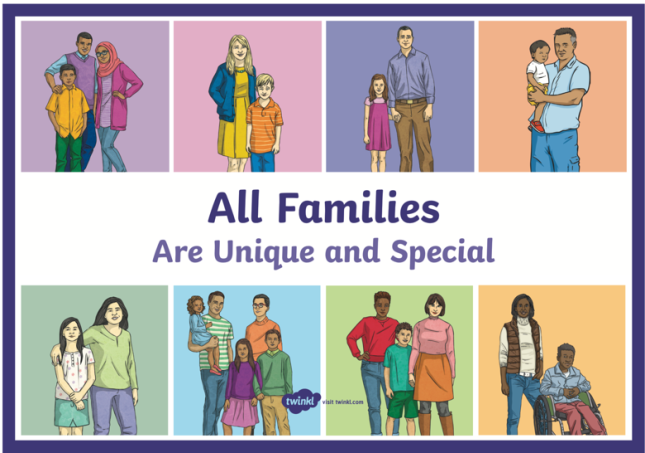 All Families
Are Unique and Special
twinkl visit twinkl.com